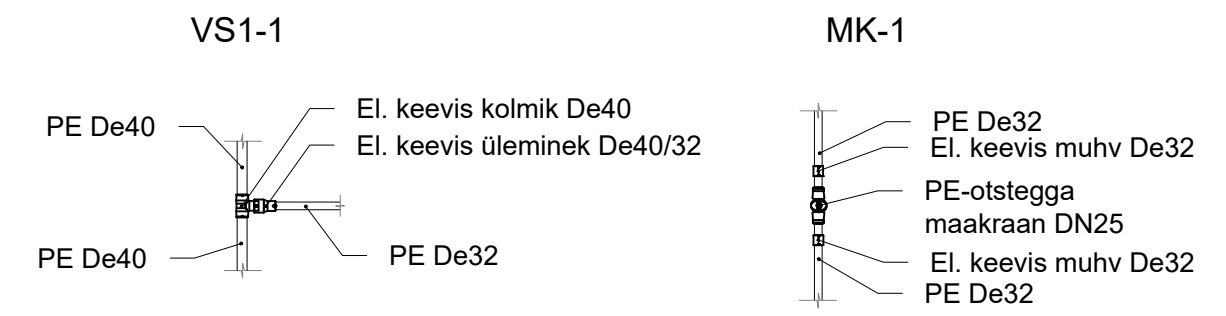 VS1-1
PE De40
El. keevis kolmik De40
El. keevis üleminek De40/32
PE De40
PE De32
MK-1
PE De32
El. keevis muhv De32
PE-otstegga
maakraan DN25
El. keevis muhv De32
PE De32